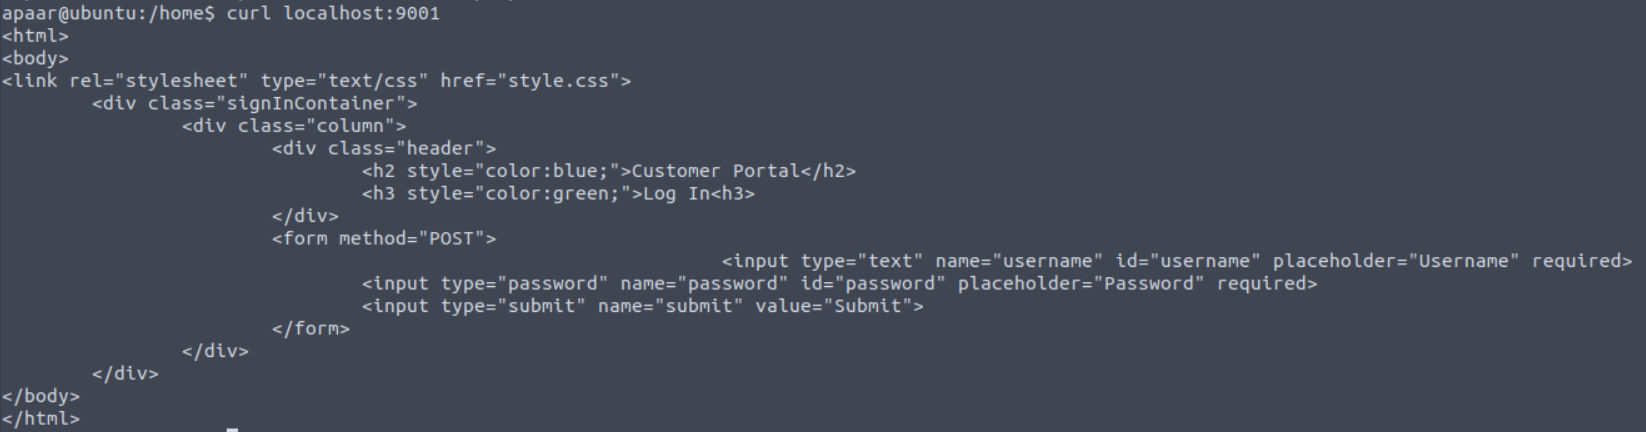 apaar@ubuntu:/home$ curl localhost:9001
<html>
<body>
<link rel="stylesheet" type="text/css" href="style.css">
        <div class="signInContainer">
                <div class="column">
                        <div class="header">
                                <h2 style="color:blue;">Customer Portal</h2>
                                <h3 style="color:green;">Log In<h3>
                        </div>
                        <form method="POST">
                                                                <input type="text" name="username" id="username" placeholder="Username" required>
                                <input type="password" name="password" id="password" placeholder="Password" required>
                                <input type="submit" name="submit" value="Submit">
                        </form>
                </div>
        </div>
</body>
</html>